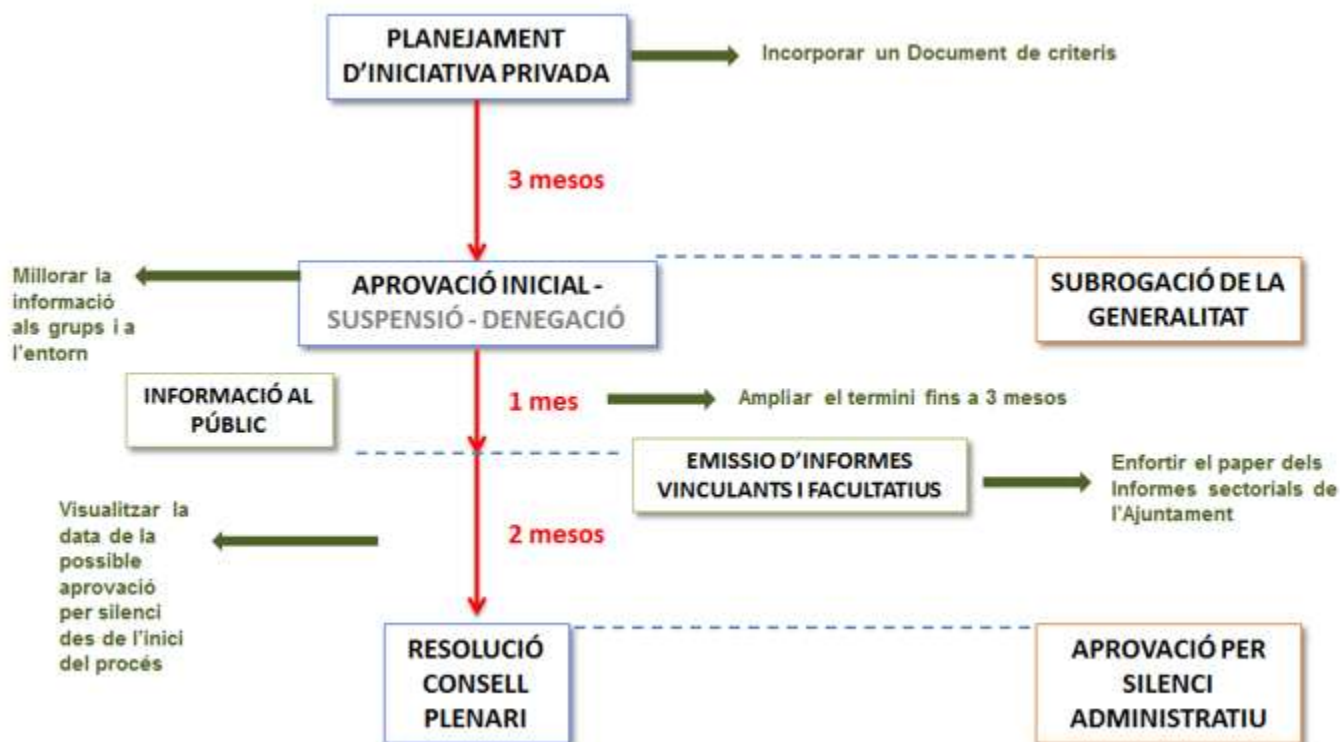 PLANEJAMENT
D'INICIATIVA PRIVADA
Incorporar un Document de criteris
3 mesos
Millorar la
informació
als grups i a
l'entorn
APROVACIÓ INICIAL -
SUSPENSIÓ - DENEGACIÓ
SUBROGACIÓ DE LA
GENERALITAT
INFORMACIÓ AL
PÚBLIC
1 mes
Ampliar el termini fins a 3 mesos
EMISSIO D'INFORMES
VINCULANTS I FACULTATIUS
Enfortir el paper dels
Informes sectorials de
l'Ajuntament
Visualitzar la
data de la
possible
aprovació
per silenci
des de l'inici
del procés
2 mesos
RESOLUCIÓ
CONSELL
PLENARI
APROVACIÓ PER
SILENCI
ADMINISTRATIU